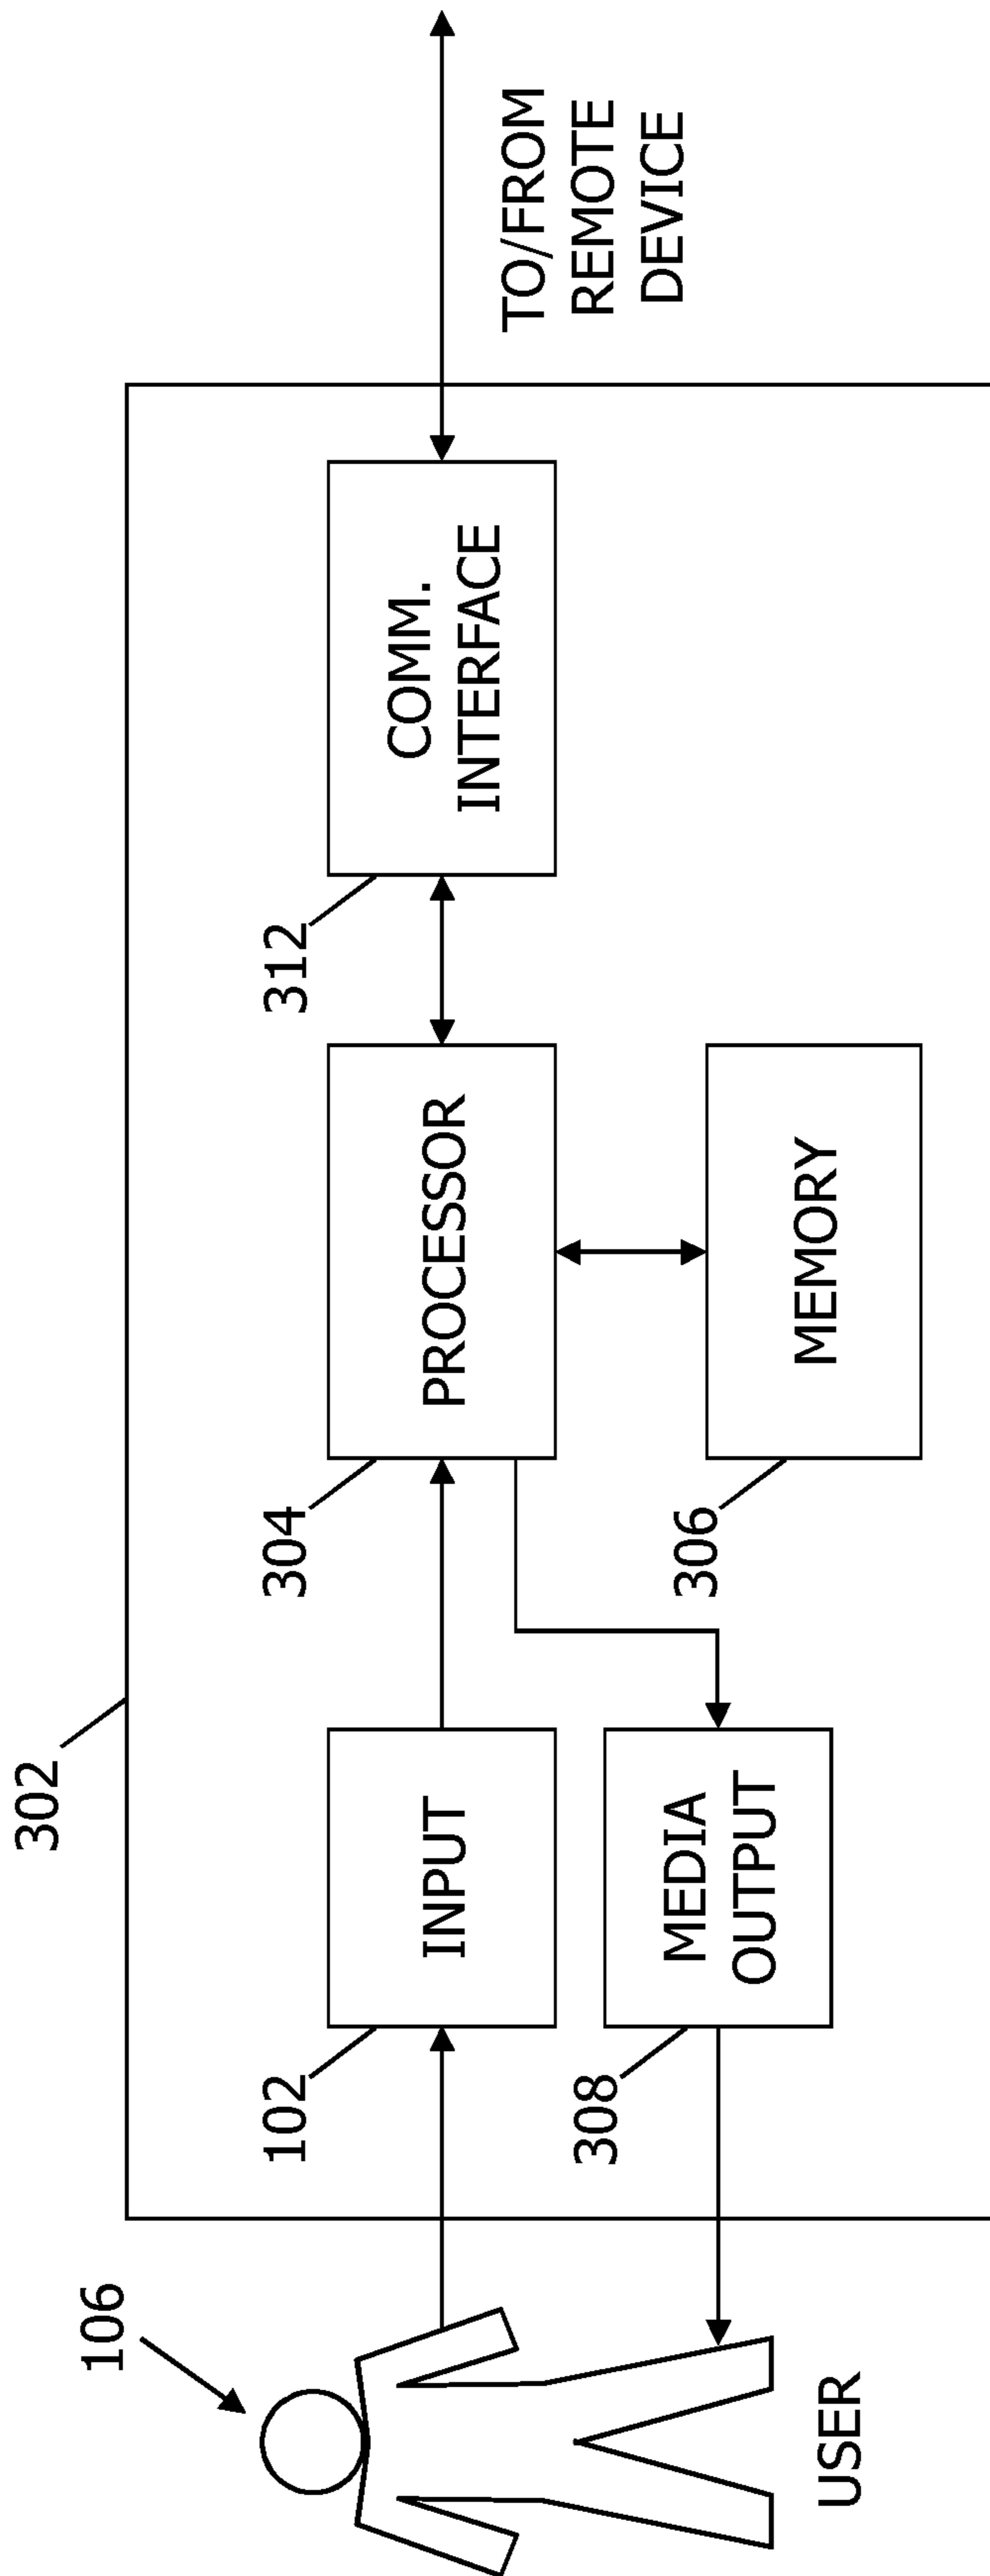 302
106
102
304
312
INPUT
PROCESSOR
COMM.
INTERFACE
TO/FROM
REMOTE
DEVICE
308
306
MEDIA
OUTPUT
MEMORY
USER